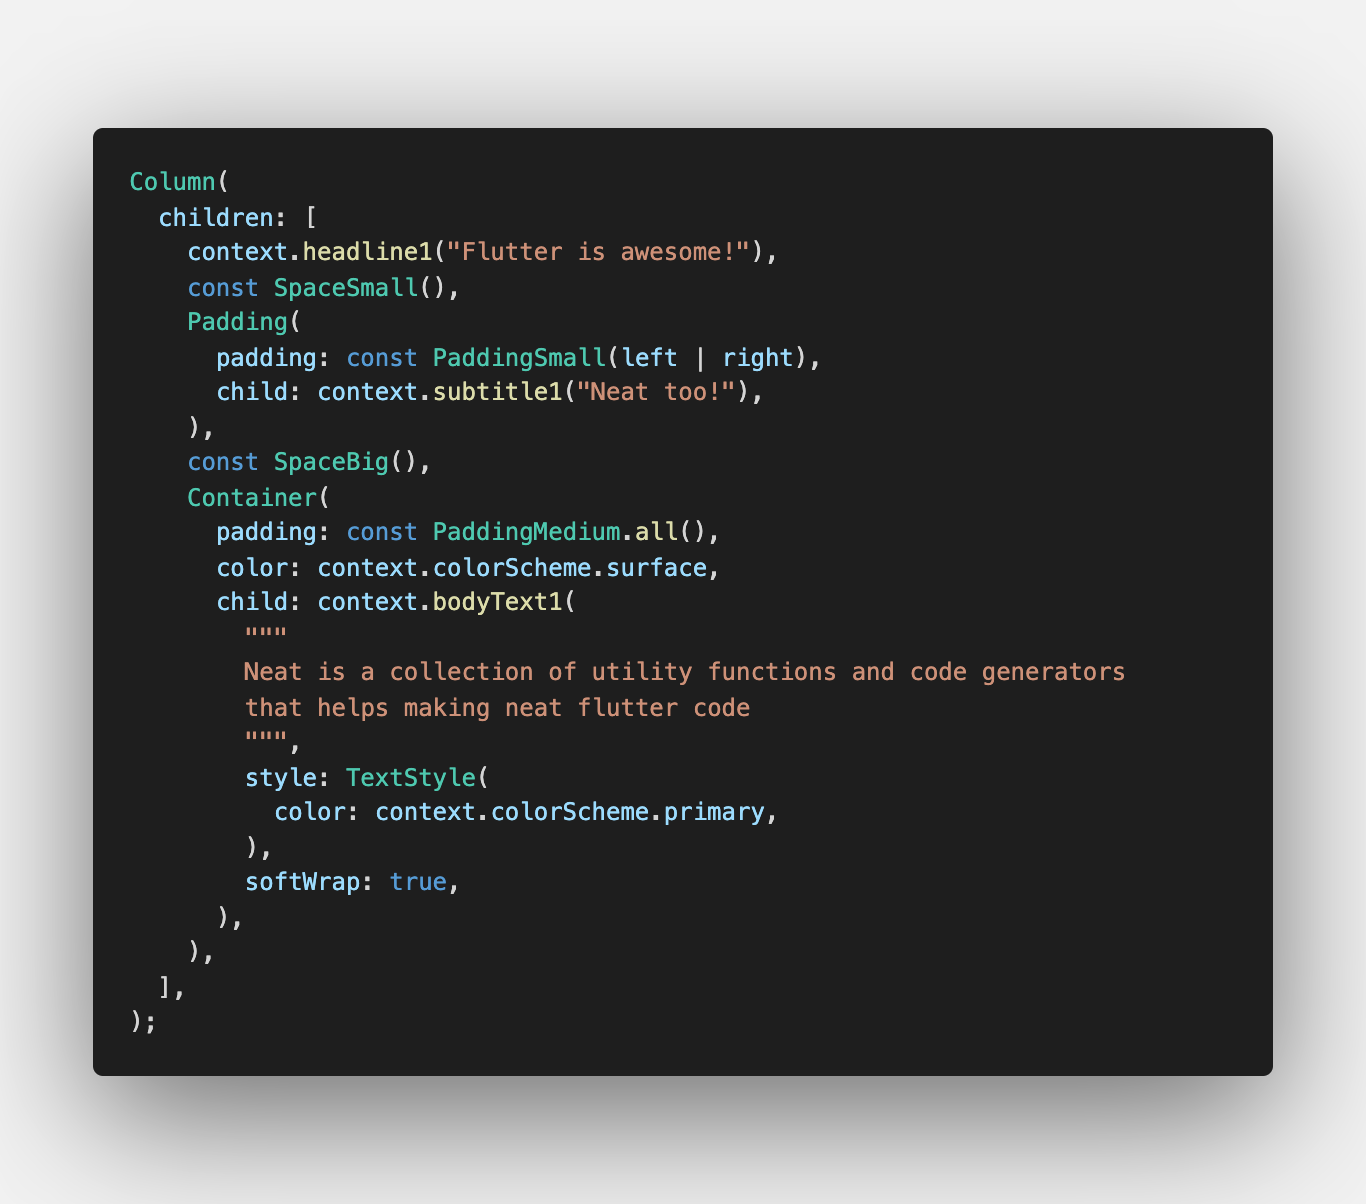 Column(
  children: [
    context.headline1("Flutter is awesome!"),
    const SpaceSmall(),
    Padding(
      padding: const PaddingSmall(left | right),
      child: context.subtitle1("Neat too!"),
    ),
    const SpaceBig(),
    Container(
      padding: const PaddingMedium.all(),
      color: context.colorScheme.surface,
      child: context.bodyText1(
        """
        Neat is a collection of utility functions and code generators
        that helps making neat flutter code
        """,
        style: TextStyle(
          color: context.colorScheme.primary,
        ),
        softWrap: true,
      ),
    ),
  ],
);